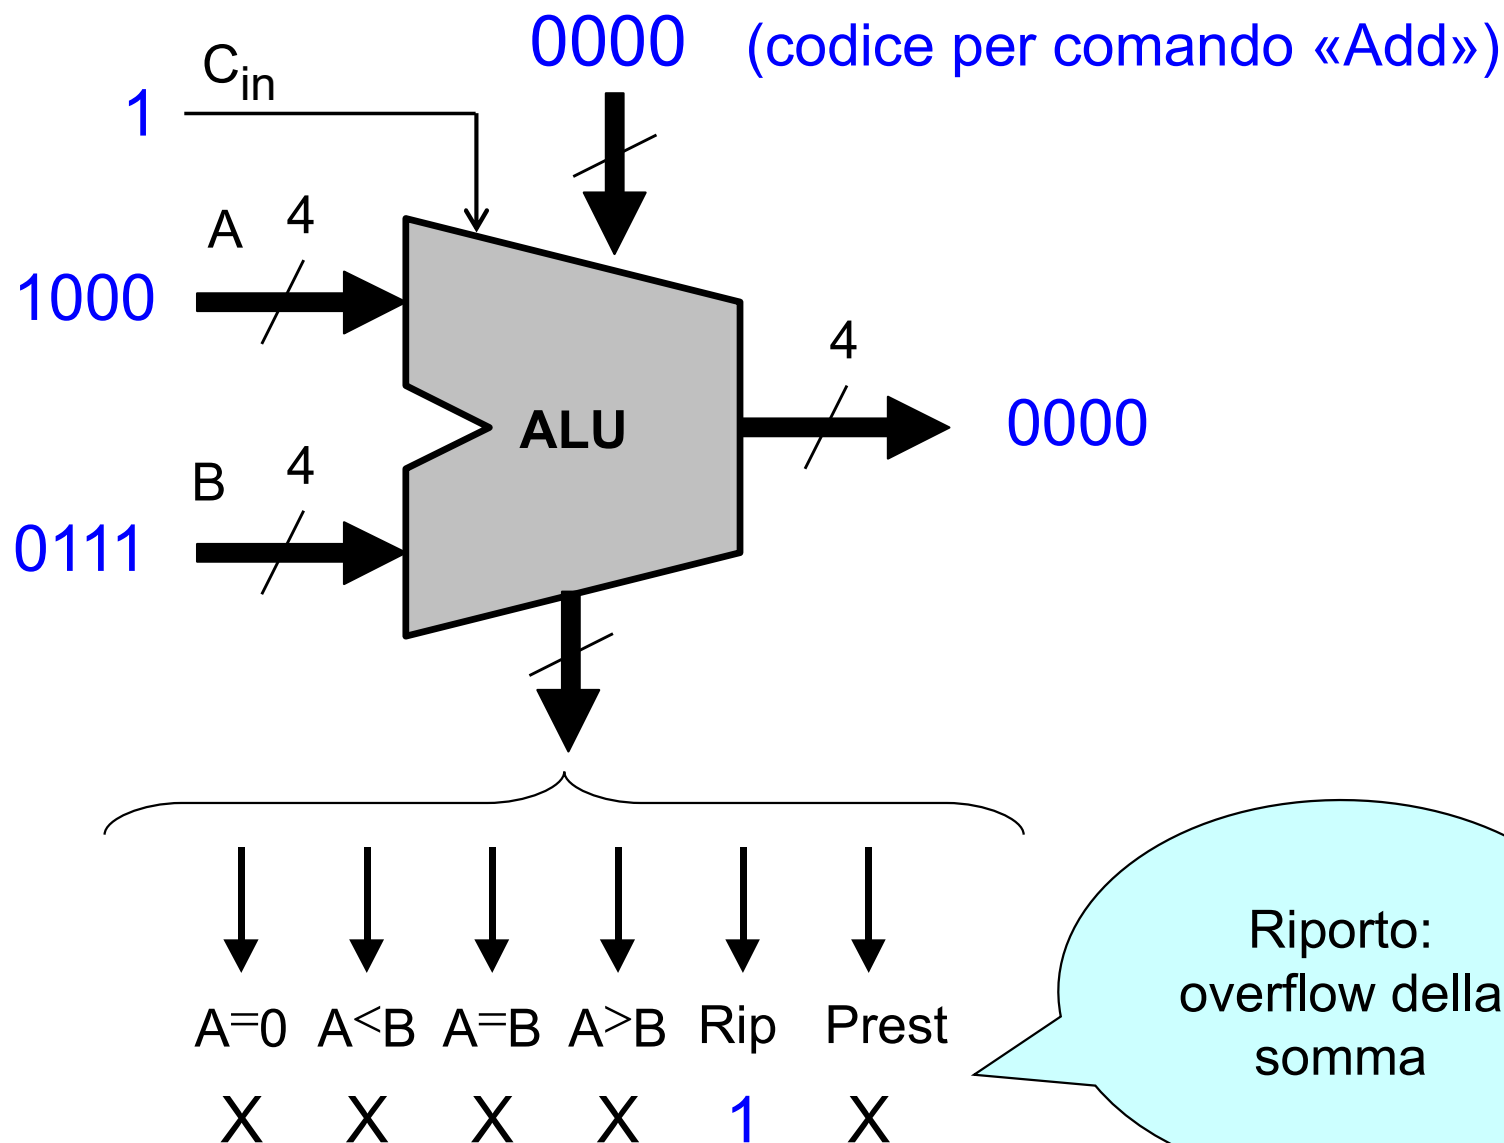 0000 (codice per comando «Add»)
Cin
1
A 4
1000
4
ALU
0000
B 4
0111
A=0 A<B A=B A>B Rip Prest
X X X X 1 X
Riporto:
overflow della
somma